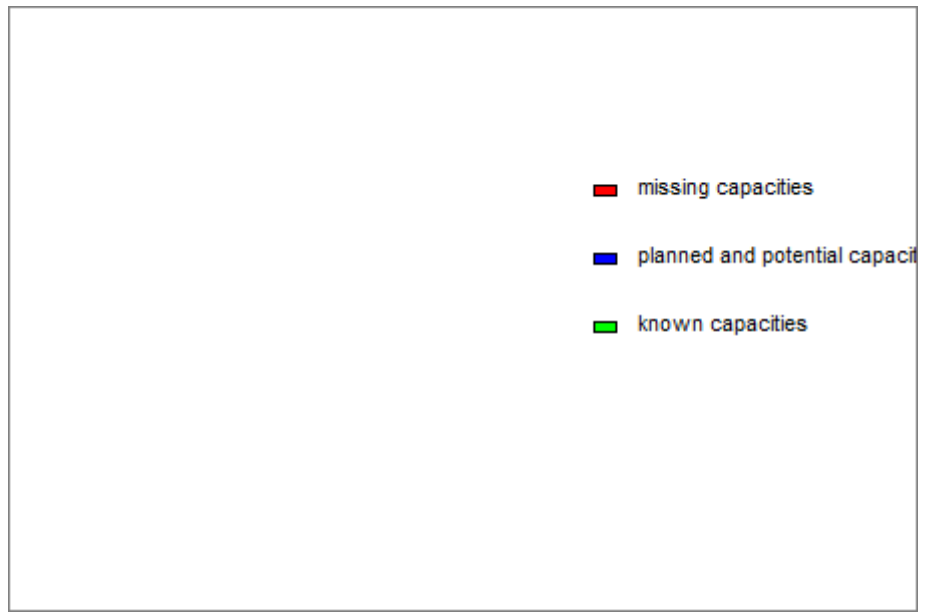 missing capacities
planned and potential capacit
known capacities